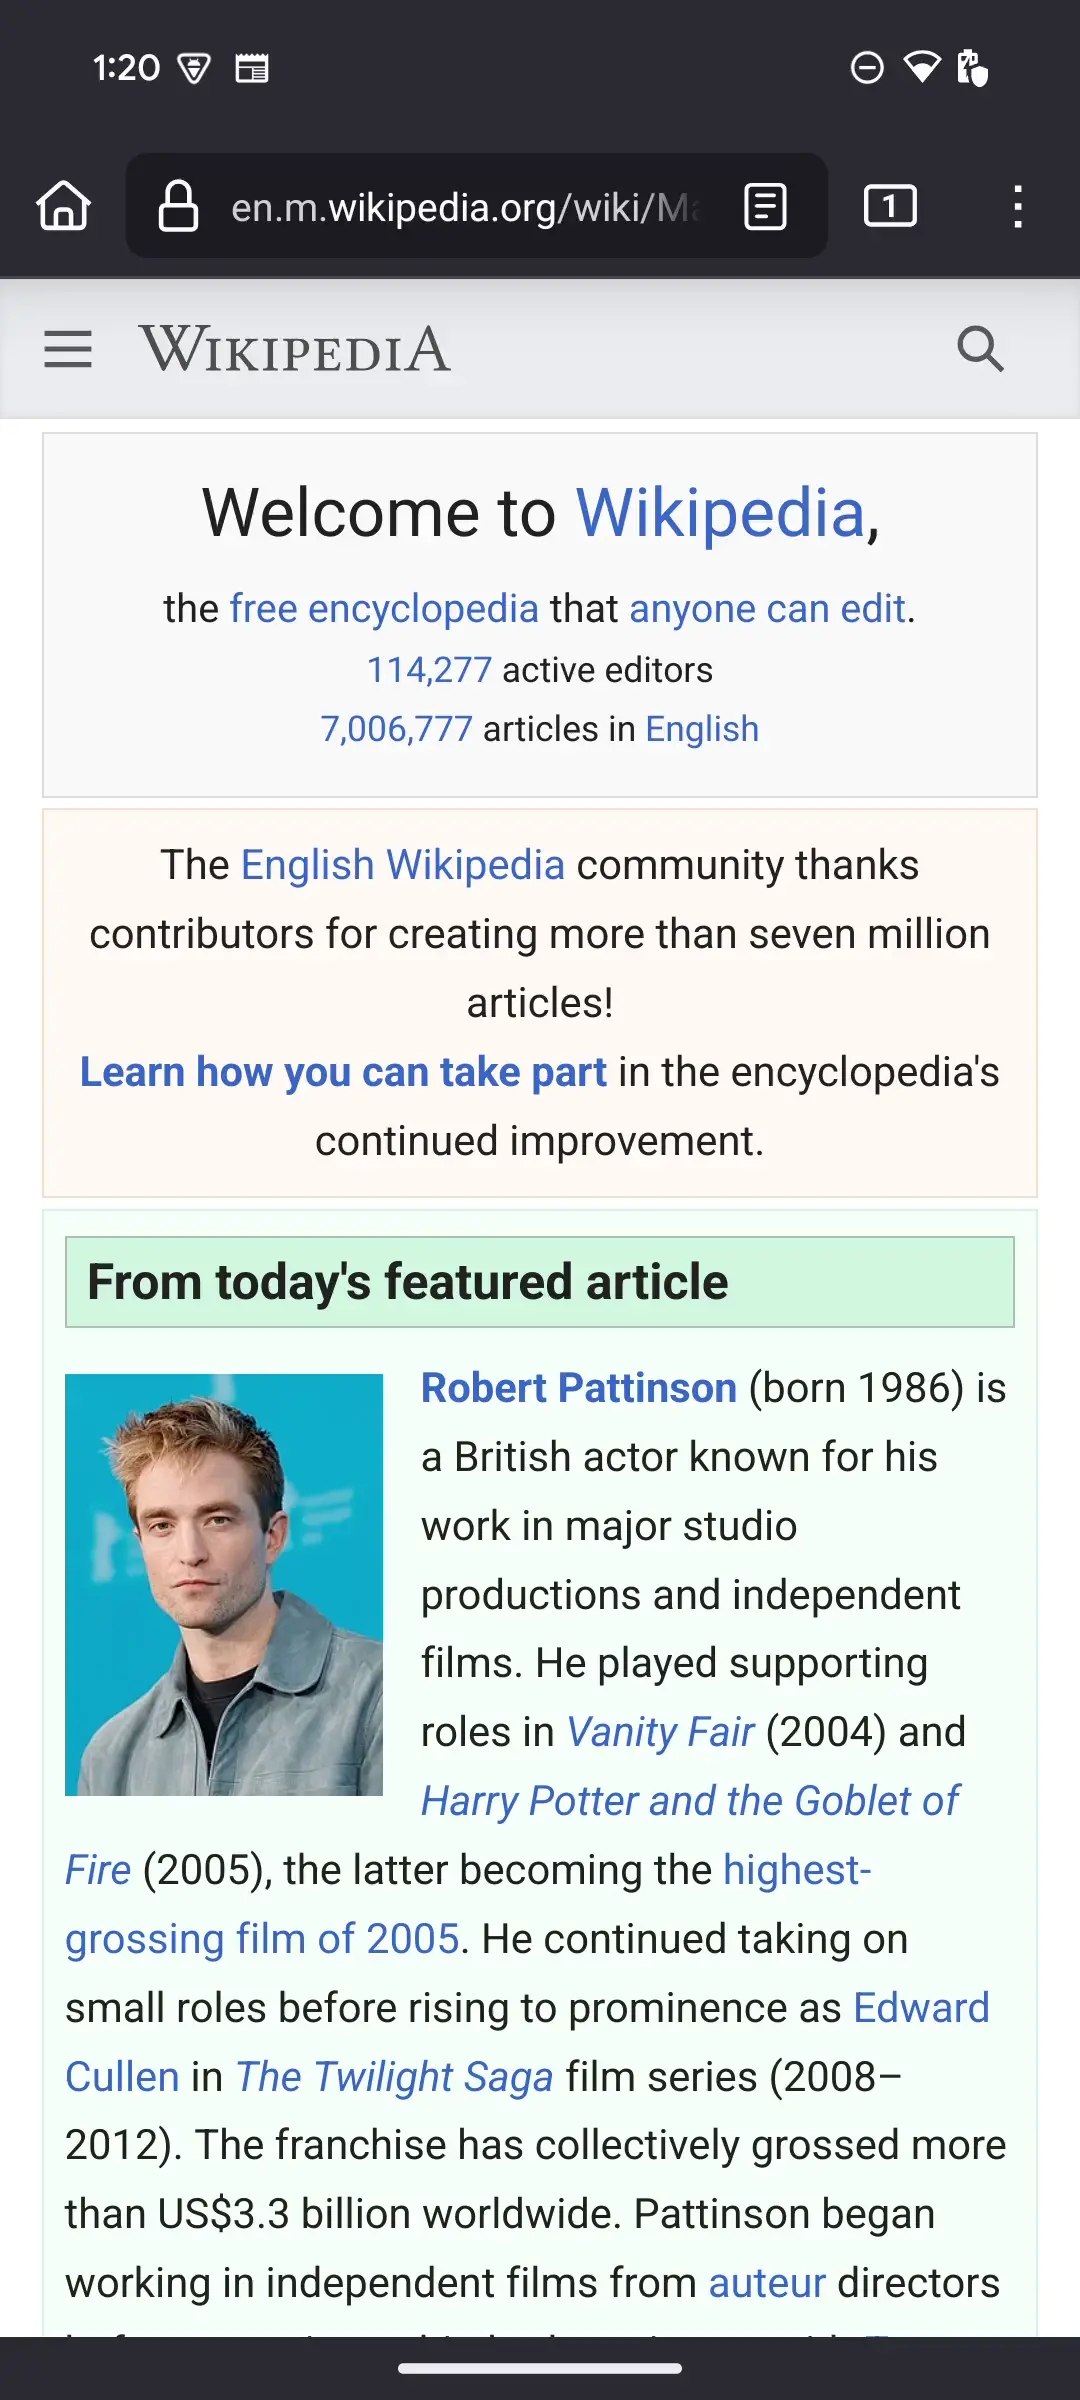 1:20
en.m.wikipedia.org/wiki/Ma
1
WIKIPEDIA
Welcome to Wikipedia,
the free encyclopedia that anyone can edit.
114,277 active editors
7,006,777 articles in English
The English Wikipedia community thanks
contributors for creating more than seven million
articles!
Learn how you can take part in the encyclopedia's
continued improvement.
From today's featured article
Robert Pattinson (born 1986) is
a British actor known for his
work in major studio
productions and independent
films. He played supporting
roles in Vanity Fair (2004) and
Harry Potter and the Goblet of
Fire (2005), the latter becoming the highest-
grossing film of 2005. He continued taking on
small roles before rising to prominence as Edward
Cullen in The Twilight Saga film series (2008–
2012). The franchise has collectively grossed more
than US$3.3 billion worldwide. Pattinson began
working in independent films from auteur directors